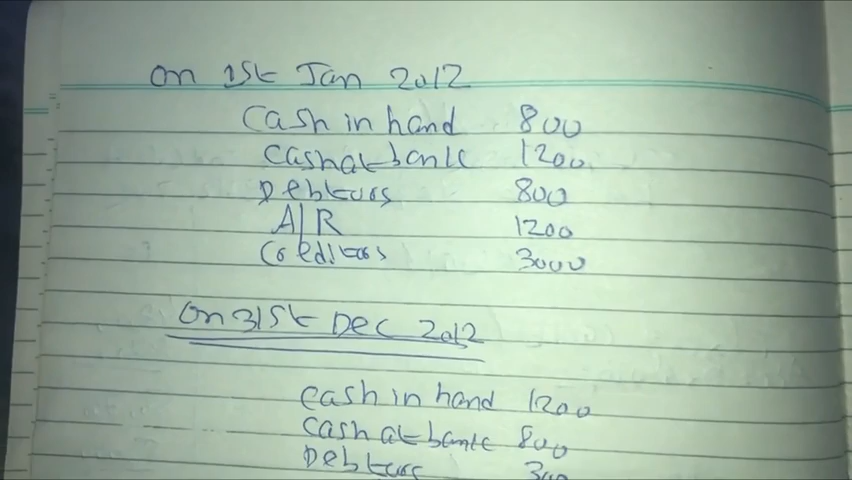 on 1st Jan 2012
Cash in hand 800
Cash at bank 1200
Debtors 800
A/R 1200
Creditors 3000
On 31st Dec 2012
cash in hand 1200
cash at bank 800
Debtors